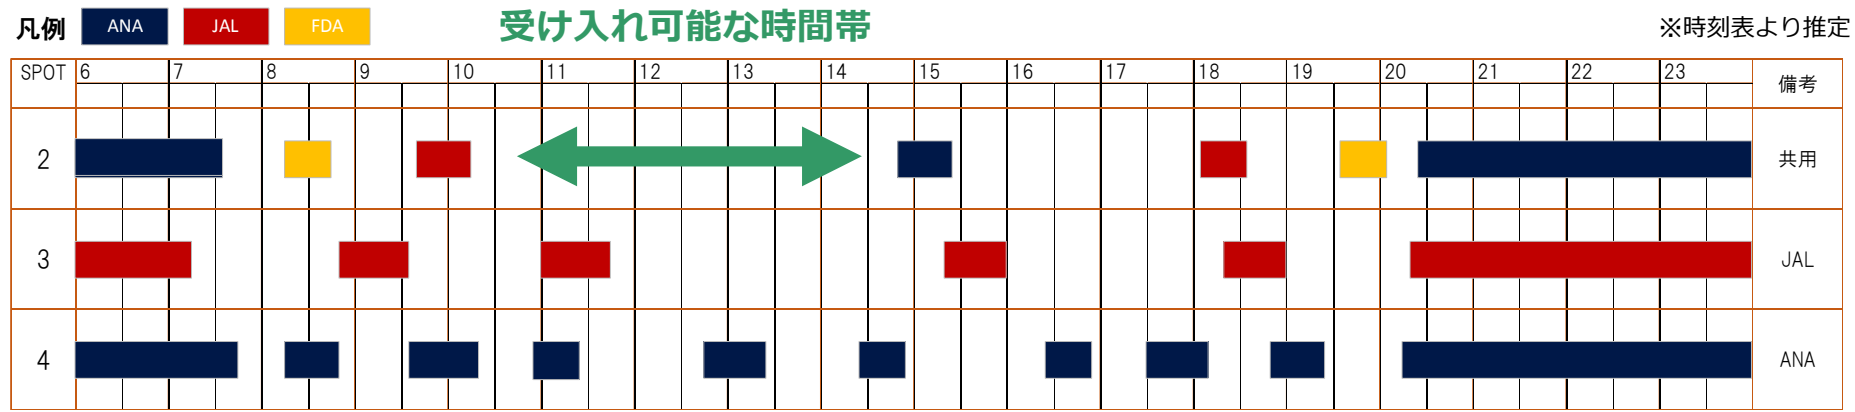 凡例 ANA JAL FDA 受け入れ可能な時間帯 ※時刻表より推定
SPOT 6 7 8 9 10 11 12 13 14 15 16 17 18 19 20 21 22 23 備考
2 共用
3 JAL
4 ANA